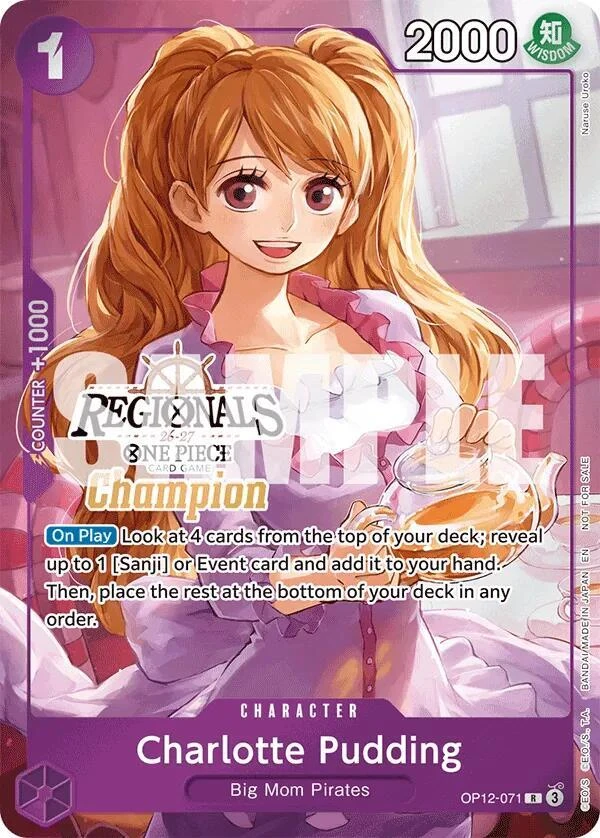 1
2000
知
WISDOM
Naruse Uroko
COUNTER +1000
SAMPLE
REGIONALS
26-27
ONE PIECE
CARD GAME
Champion
On Play Look at 4 cards from the top of your deck; reveal
up to 1 [Sanji] or Event card and add it to your hand.
Then, place the rest at the bottom of your deck in any
order.
CHARACTER
Charlotte Pudding
Big Mom Pirates
OP12-071 R 3
©E.O/S. ©E.O./S., T.A. BANDAI/MADE IN JAPAN EN NOT FOR SALE